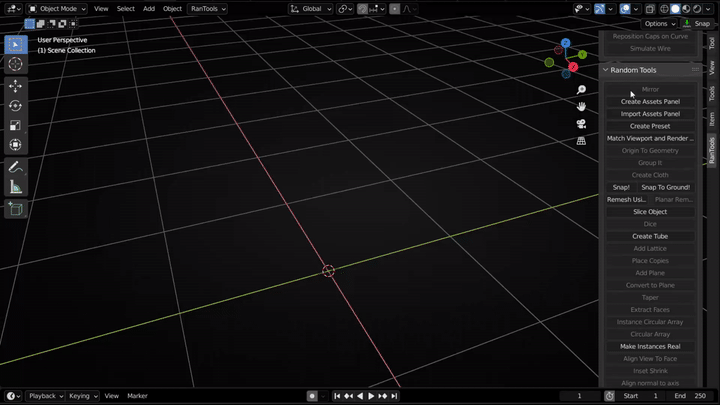 Object Mode View Select Add Object RanTools Global
Options Snap
User Perspective
(1) Scene Collection
Reposition Caps on Curve
Simulate Wire
Random Tools
Mirror
Create Assets Panel
Import Assets Panel
Create Preset
Match Viewport and Render ...
Origin To Geometry
Group It
Create Cloth
Snap! Snap To Ground!
Remesh Usi... Planar Rem...
Slice Object
Dice
Create Tube
Add Lattice
Place Copies
Add Plane
Convert to Plane
Taper
Extract Faces
Instance Circular Array
Circular Array
Make Instances Real
Align View To Face
Inset Shrink
Align normal to axis
Tool
View
Tools
Item
RanTools
X
Y
Z
Playback Keying View Marker 1 Start 1 End 250